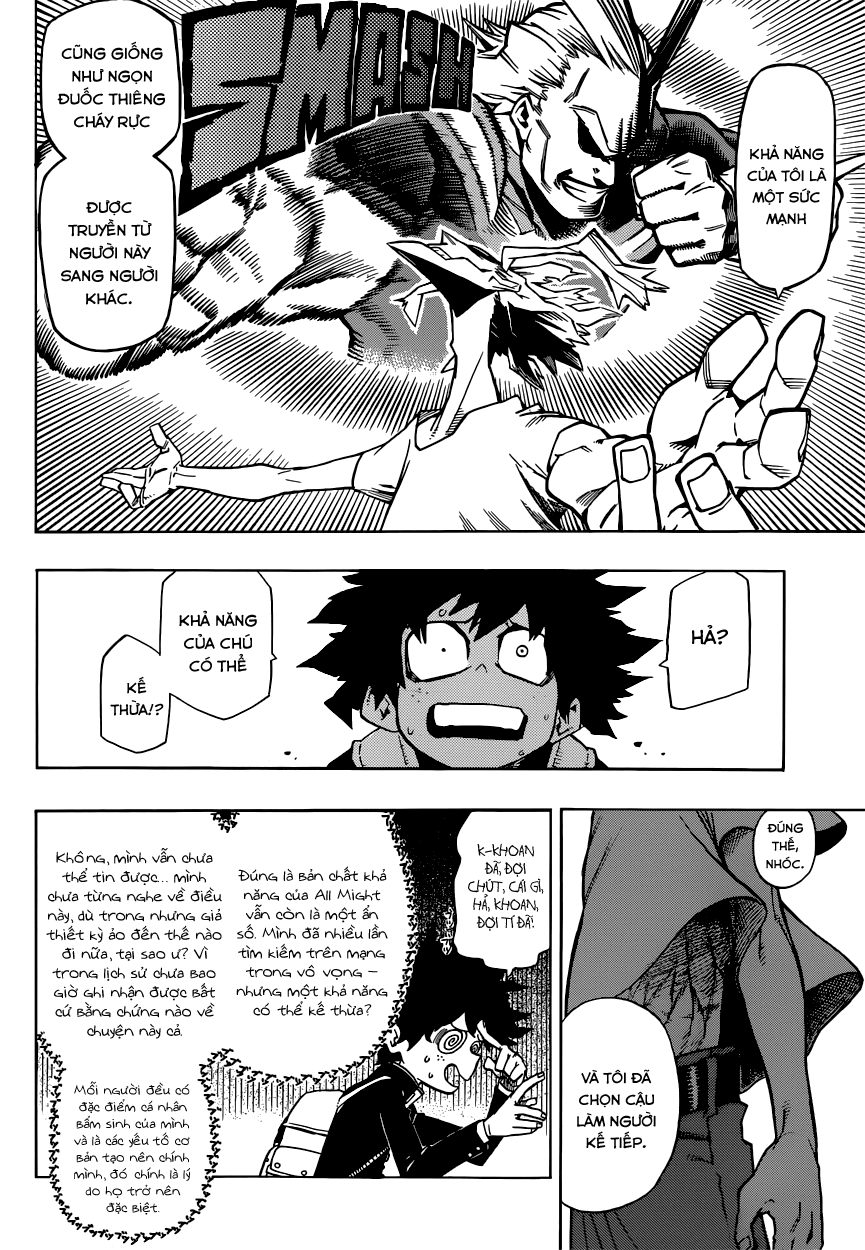 SMASH
KHẢ NĂNG
CỦA TÔI LÀ
MỘT SỨC
MẠNH
CŨNG GIỐNG
NHƯ NGỌN
ĐUỐC THIÊNG
CHÁY RỰC
ĐƯỢC
TRUYỀN TỪ
NGƯỜI NÀY
SANG NGƯỜI
KHÁC.
HẢ?
KHẢ NĂNG
CỦA CHÚ
CÓ THỂ
KẾ
THỪA!?
ĐÚNG
THẾ,
NHÓC.
VÀ TÔI ĐÃ
CHỌN CẬU
LÀM NGƯỜI
KẾ TIẾP.
K-KHOAN
ĐÃ, ĐỢI
CHÚT, CÁI GÌ,
HẢ, KHOAN,
ĐỢI TÍ ĐÃ!
Đúng là bản chất khả
năng của All Might
vẫn còn là một ẩn
số. Mình đã nhiều lần
tìm kiếm trên mạng
trong vô vọng –
nhưng một khả năng
có thể kế thừa?
Không, mình vẫn chưa
thể tin được... mình
chưa từng nghe về điều
này, dù trong nhưng giả
thiết kỳ ảo đến thế nào
đi nữa, tại sao ư? Vì
trong lịch sử chưa bao
giờ ghi nhận được bất
cứ bằng chứng nào về
chuyện này cả.
Mỗi người đều có
đặc điểm cá nhân
bấm sinh của mình
và là các yếu tố cơ
bản tạo nên chính
mình, đó chính là lý
do họ trở nên
đặc biệt.